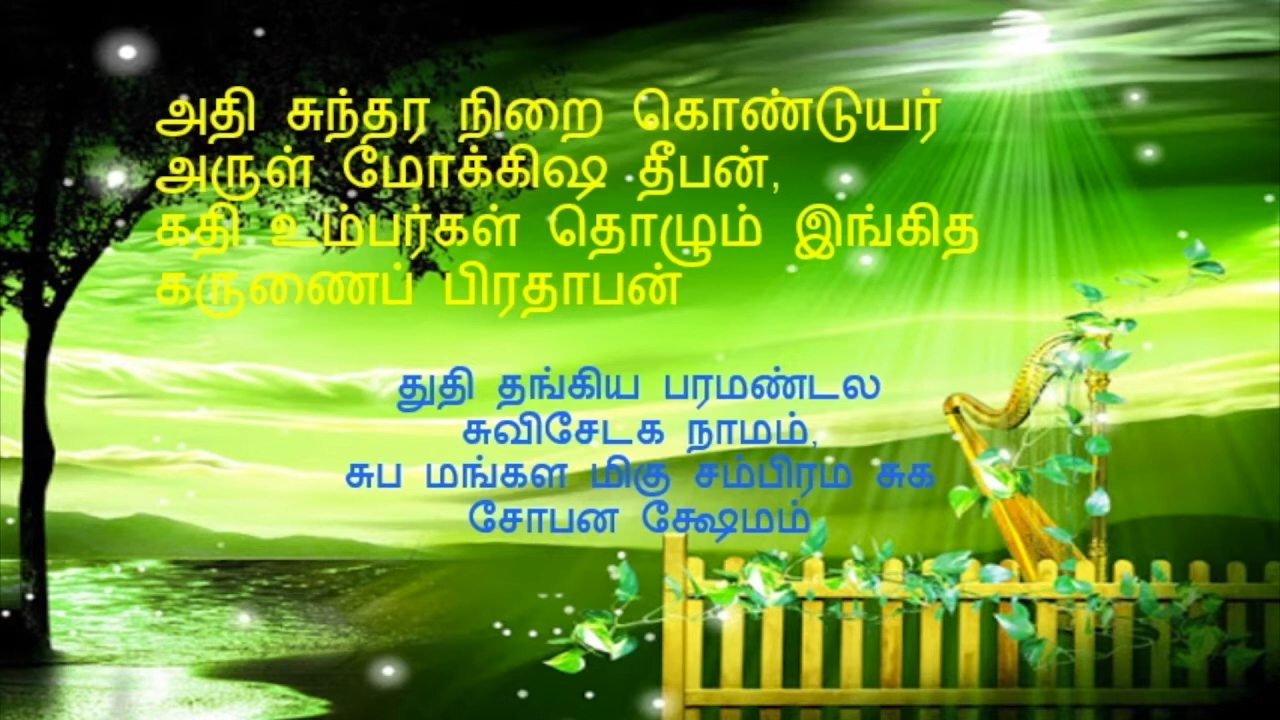 அதி சுந்தர நிறை கொண்டுயர்
அருள் மோக்கிஷ தீபன்,
கதி உம்பர்கள் தொழும் இங்கித
கருணைப் பிரதாபன்
துதி தங்கிய பரமண்டல
சுவிசேடக நாமம்,
சுப மங்கள மிகு சம்பிரம சுக
சோபன க்ஷேமம்